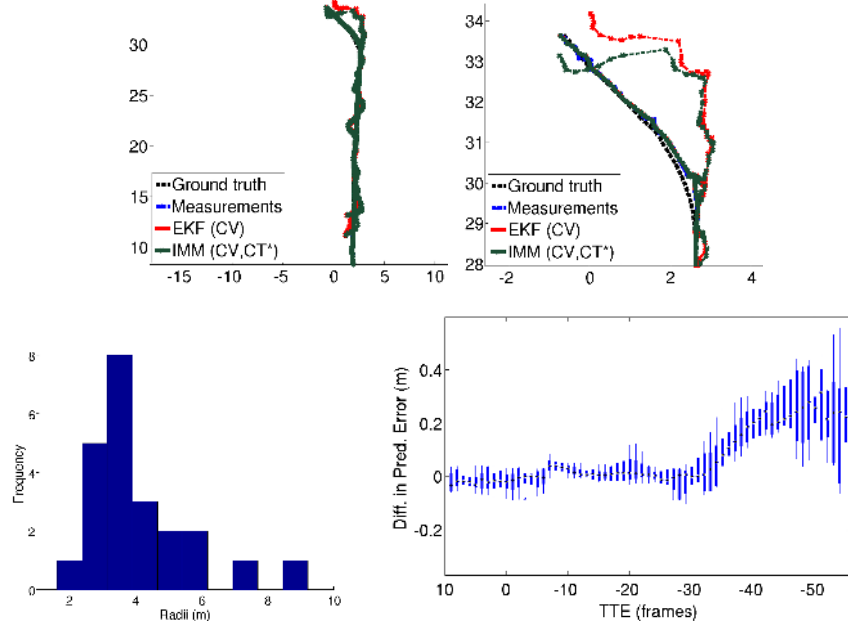 30
25
20
15
10
Ground truth
Measurements
EKF (CV)
IMM (CV,CT*)
-15 -10 -5 0 5 10
34
33
32
31
30
29
28
Ground truth
Measurements
EKF (CV)
IMM (CV,CT*)
-2 0 2 4
8
6
4
2
0
Frequency
2 4 6 8 10
Radii (m)
0.4
0.2
0
-0.2
Diff. in Pred. Error (m)
10 0 -10 -20 -30 -40 -50
TTE (frames)